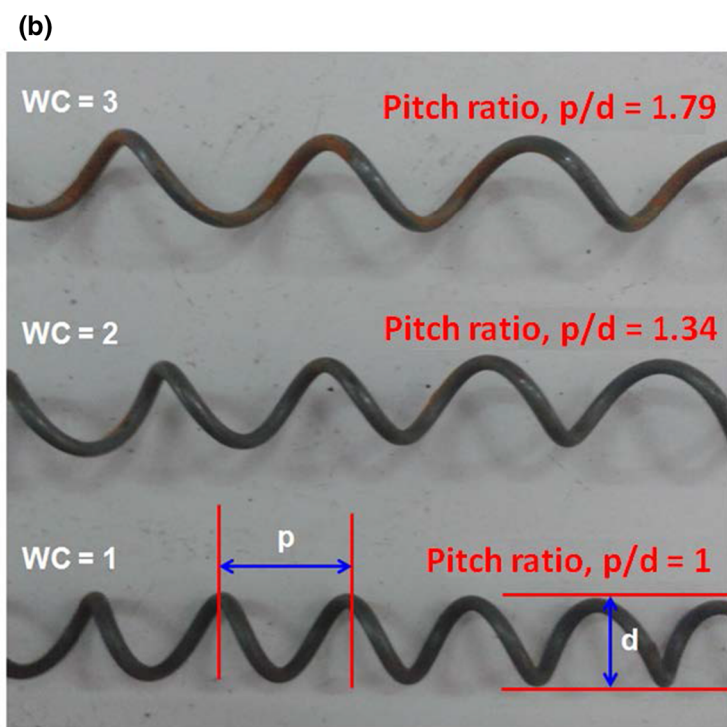 (b)
WC = 3
Pitch ratio, p/d = 1.79
WC = 2
Pitch ratio, p/d = 1.34
p
WC = 1
Pitch ratio, p/d = 1
d